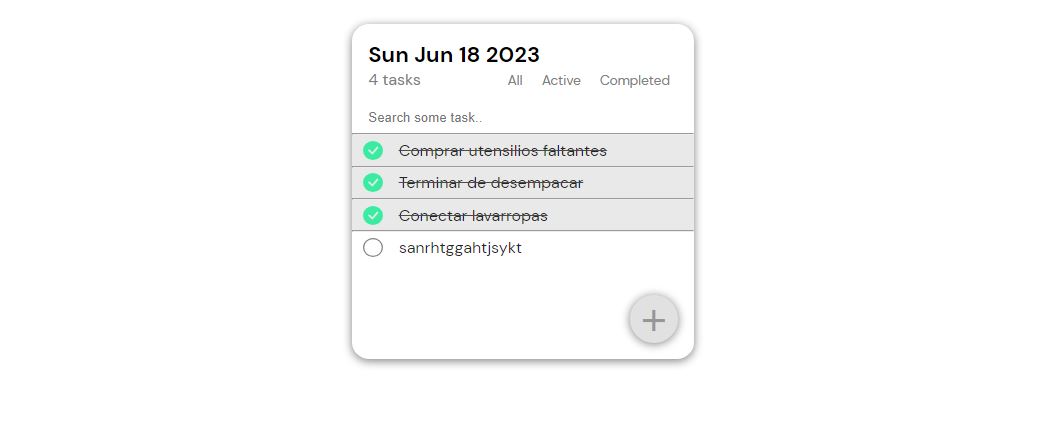 Sun Jun 18 2023
4 tasks All Active Completed
Search some task..
Comprar utensilios faltantes
Terminar de desempacar
Conectar lavarropas
sanrhtggahtjsykt